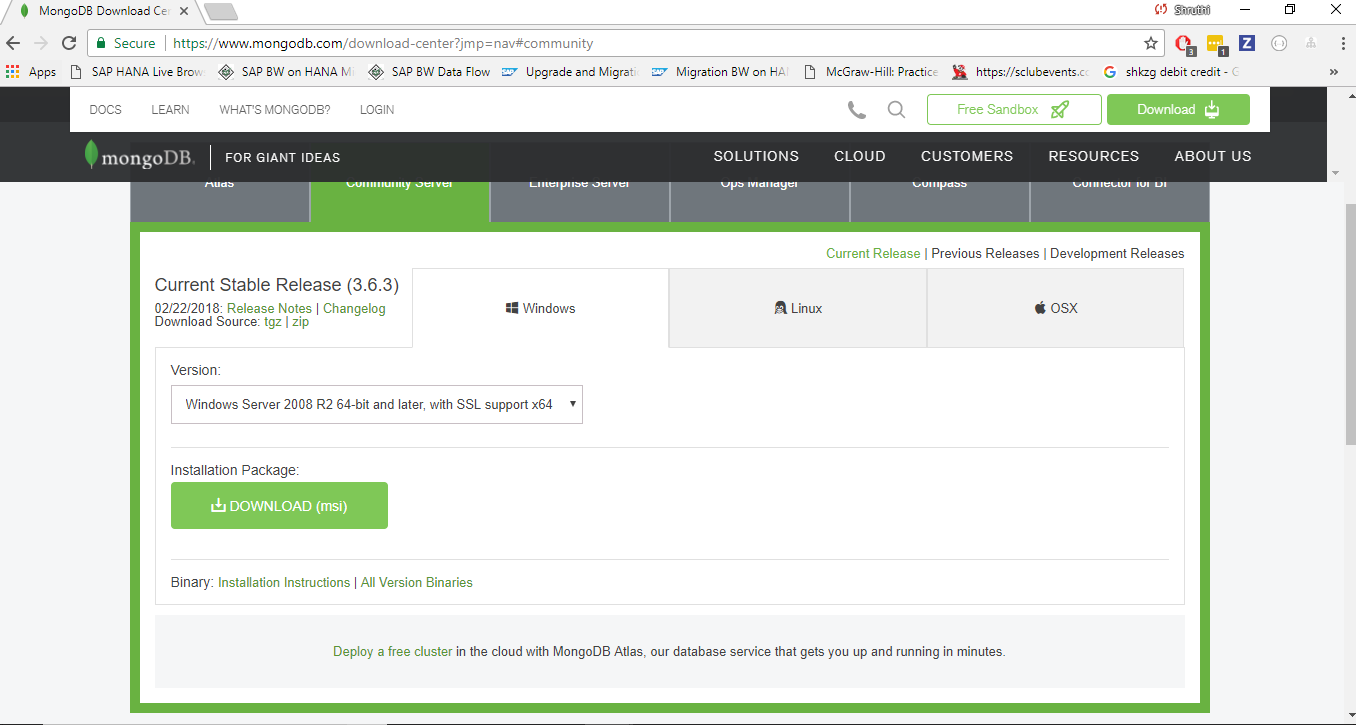 MongoDB Download Cen
Shruthi
Secure https://www.mongodb.com/download-center?jmp=nav#community
3 1 Z
Apps SAP HANA Live Brow SAP BW on HANA Mi SAP BW Data Flow Upgrade and Migratio Migration BW on HA McGraw-Hill: Practice https://sclubevents.co shkzg debit credit - G »
DOCS LEARN WHAT'S MONGODB? LOGIN Free Sandbox Download
mongoDB. FOR GIANT IDEAS SOLUTIONS CLOUD CUSTOMERS RESOURCES ABOUT US
Atlas Community Server Enterprise Server Ops Manager Compass Connector for BI
Current Release | Previous Releases | Development Releases
Current Stable Release (3.6.3)
02/22/2018: Release Notes | Changelog
Download Source: tgz | zip
Windows Linux OSX
Version:
Windows Server 2008 R2 64-bit and later, with SSL support x64
Installation Package:
DOWNLOAD (msi)
Binary: Installation Instructions | All Version Binaries
Deploy a free cluster in the cloud with MongoDB Atlas, our database service that gets you up and running in minutes.